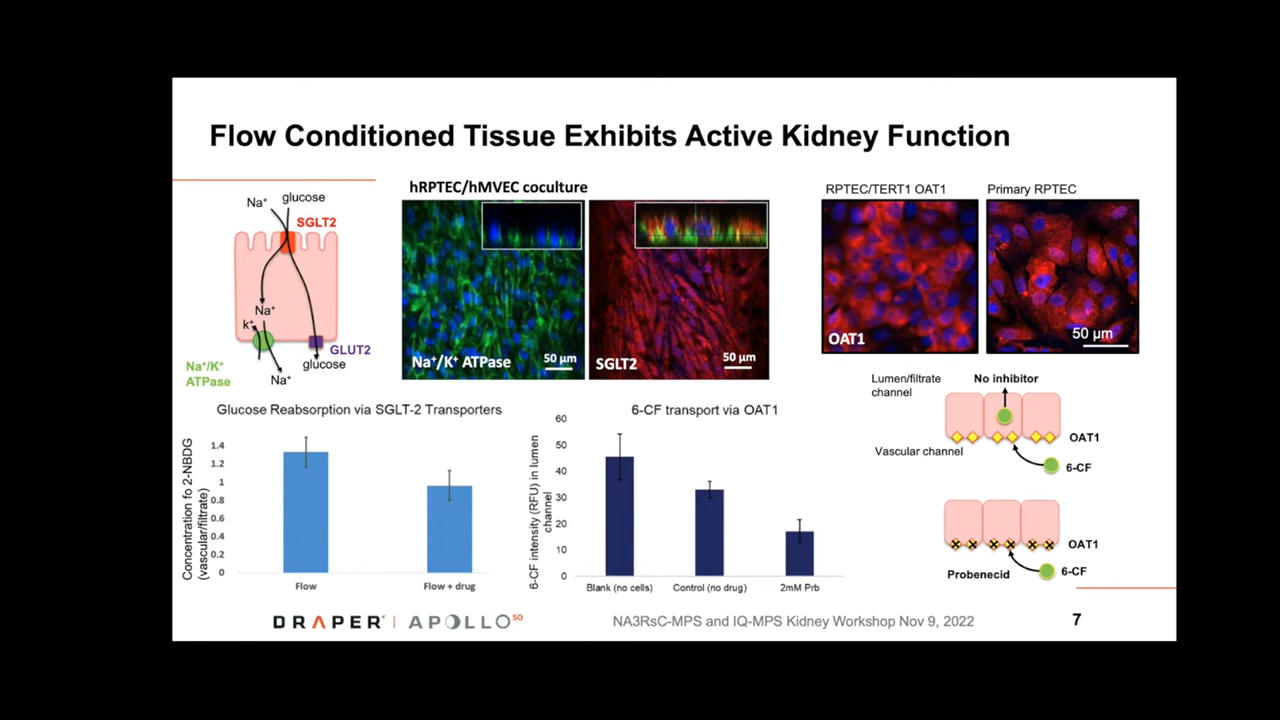 Flow Conditioned Tissue Exhibits Active Kidney Function
Na⁺
glucose
SGLT2
Na⁺
k⁺
GLUT2
glucose
Na⁺/K⁺
ATPase
Na⁺
hRPTEC/hMVEC coculture
Na⁺/K⁺ ATPase
50 µm
SGLT2
50 µm
RPTEC/TERT1 OAT1
Primary RPTEC
OAT1
50 µm
Glucose Reabsorption via SGLT-2 Transporters
Concentration fo 2-NBDG
(vascular/filtrate)
1.4
1.2
1
0.8
0.6
0.4
0.2
0
Flow
Flow + drug
6-CF transport via OAT1
6-CF intensity (RFU) in lumen
channel
60
50
40
30
20
10
0
Blank (no cells)
Control (no drug)
2mM Prb
Lumen/filtrate
channel
No inhibitor
OAT1
Vascular channel
6-CF
OAT1
Probenecid
6-CF
DRAPER | APOLLO50
NA3RsC-MPS and IQ-MPS Kidney Workshop Nov 9, 2022
7